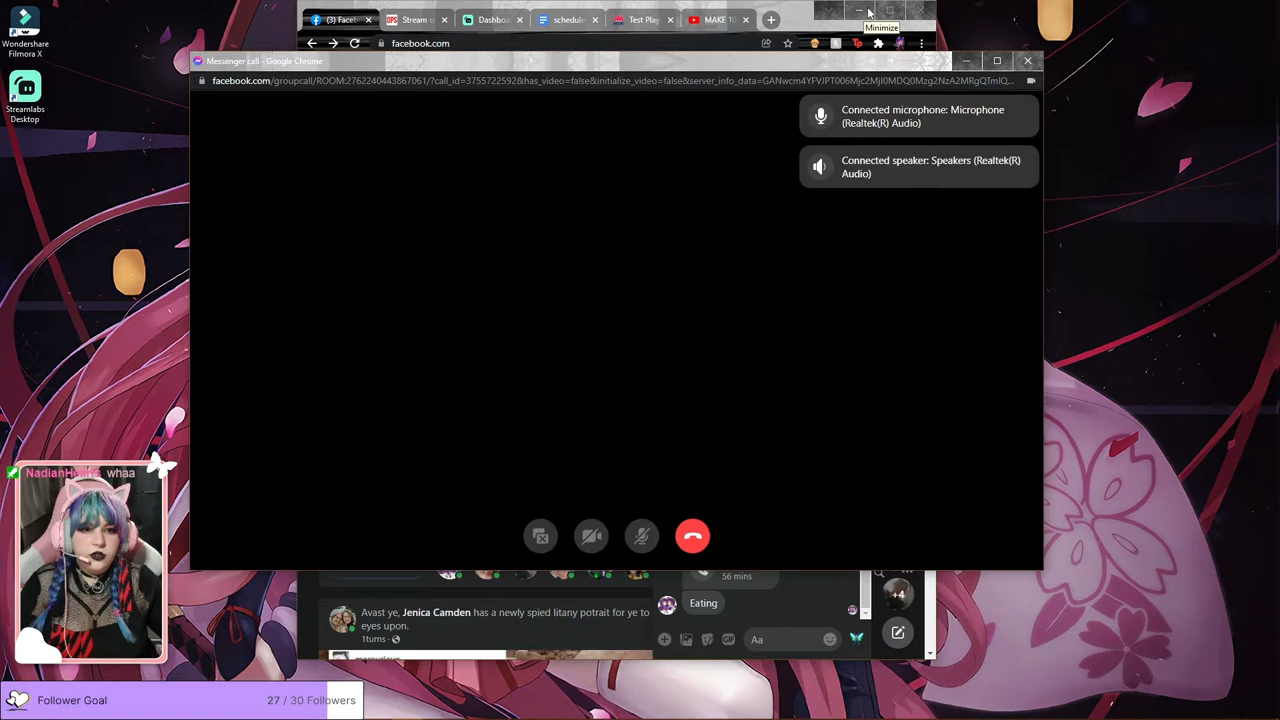 Wondershare
Filmora X
Streamlabs
Desktop
(3) Faceb
Stream o
Dashboa
schedule
Test Play
MAKE 10
facebook.com
Minimize
Messenger call - Google Chrome
Connected microphone: Microphone
(Realtek(R) Audio)
Connected speaker: Speakers (Realtek(R)
Audio)
NadianHearts whaa
56 mins
Eating
+4
Avast ye, Jenica Camden has a newly spied litany potrait for ye to
eyes upon.
1turns
Aa
GIF
Follower Goal
27 / 30 Followers